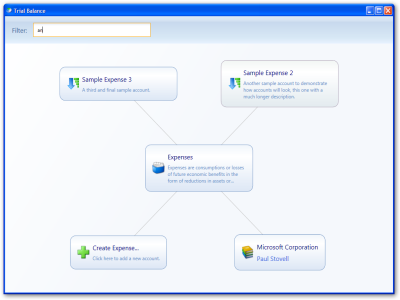 Trial Balance
Filter:
Sample Expense 3
A third and final sample account.
Sample Expense 2
Another sample account to demonstrate
how accounts will look, this one with a
much longer description.
Expenses
Expenses are consumptions or losses
of future economic benefits in the
form of reductions in assets or...
Create Expense...
Click here to add a new account.
Microsoft Corporation
Paul Stovell